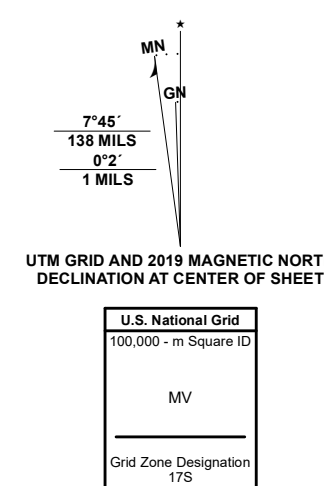 ★
MN
GN
7°45´
138 MILS
0°2´
1 MILS
UTM GRID AND 2019 MAGNETIC NORT
DECLINATION AT CENTER OF SHEET
U.S. National Grid
100,000 - m Square ID
MV
Grid Zone Designation
17S